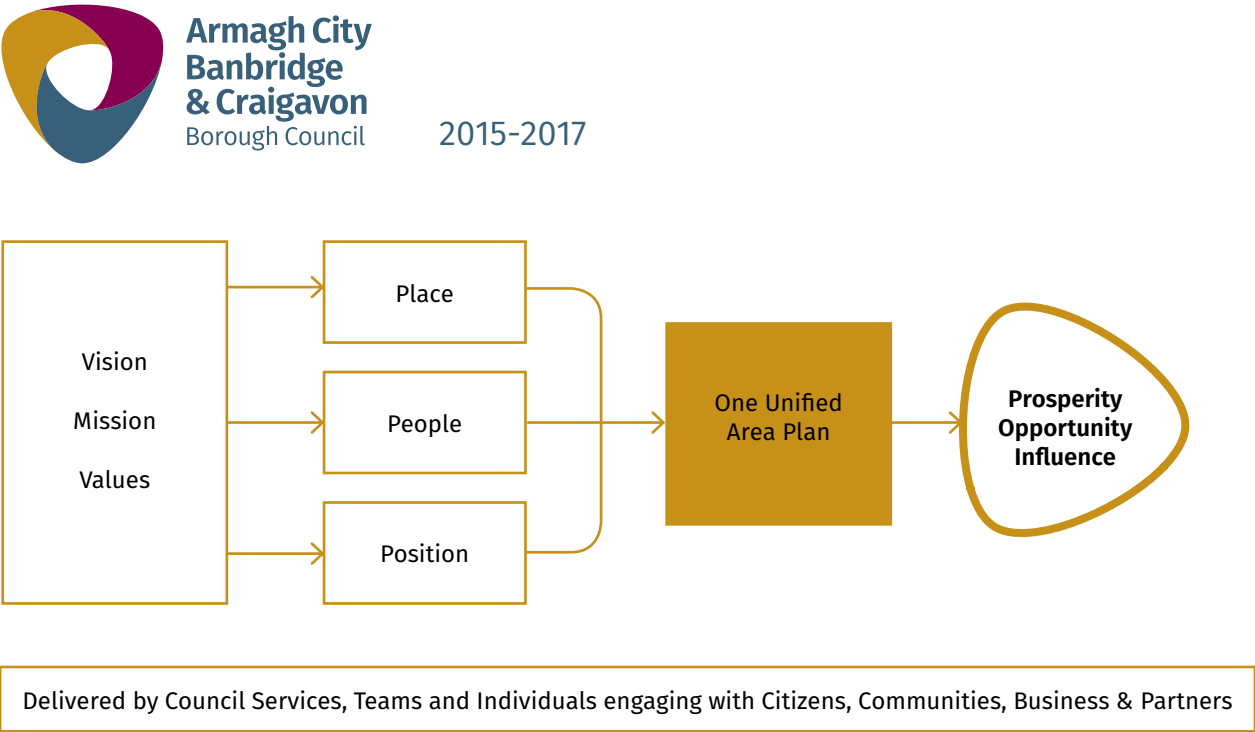 Armagh City
Banbridge
& Craigavon
Borough Council
2015-2017
Vision
Mission
Values
Place
People
Position
One Unified
Area Plan
Prosperity
Opportunity
Influence
Delivered by Council Services, Teams and Individuals engaging with Citizens, Communities, Business & Partners